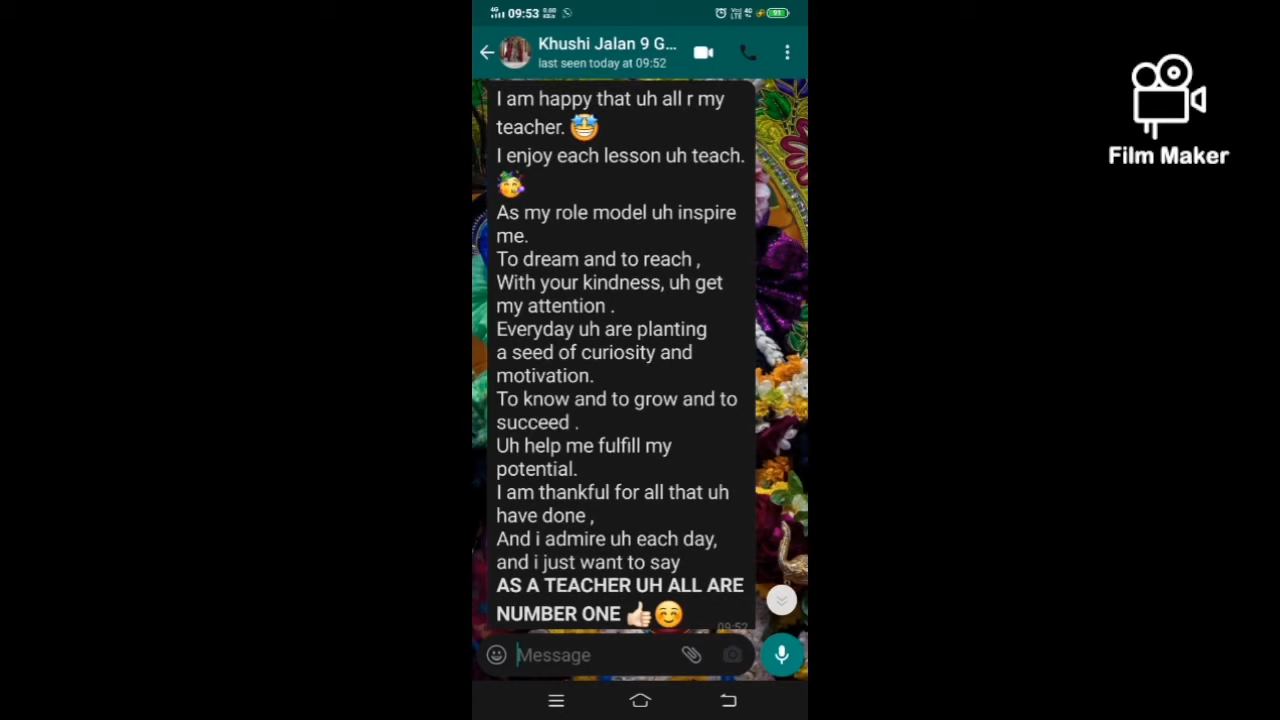 09:53
91
Khushi Jalan 9 G...
last seen today at 09:52
I am happy that uh all r my
teacher. 🤩
I enjoy each lesson uh teach.
🥳
As my role model uh inspire
me.
To dream and to reach ,
With your kindness, uh get
my attention .
Everyday uh are planting
a seed of curiosity and
motivation.
To know and to grow and to
succeed .
Uh help me fulfill my
potential.
I am thankful for all that uh
have done ,
And i admire uh each day,
and i just want to say
AS A TEACHER UH ALL ARE
NUMBER ONE 👍🏻☺️
09:52
Message
Film Maker